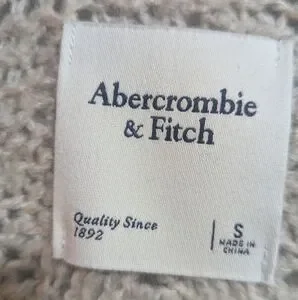 Abercrombie
& Fitch
Quality Since
1892
S
MADE IN
CHINA